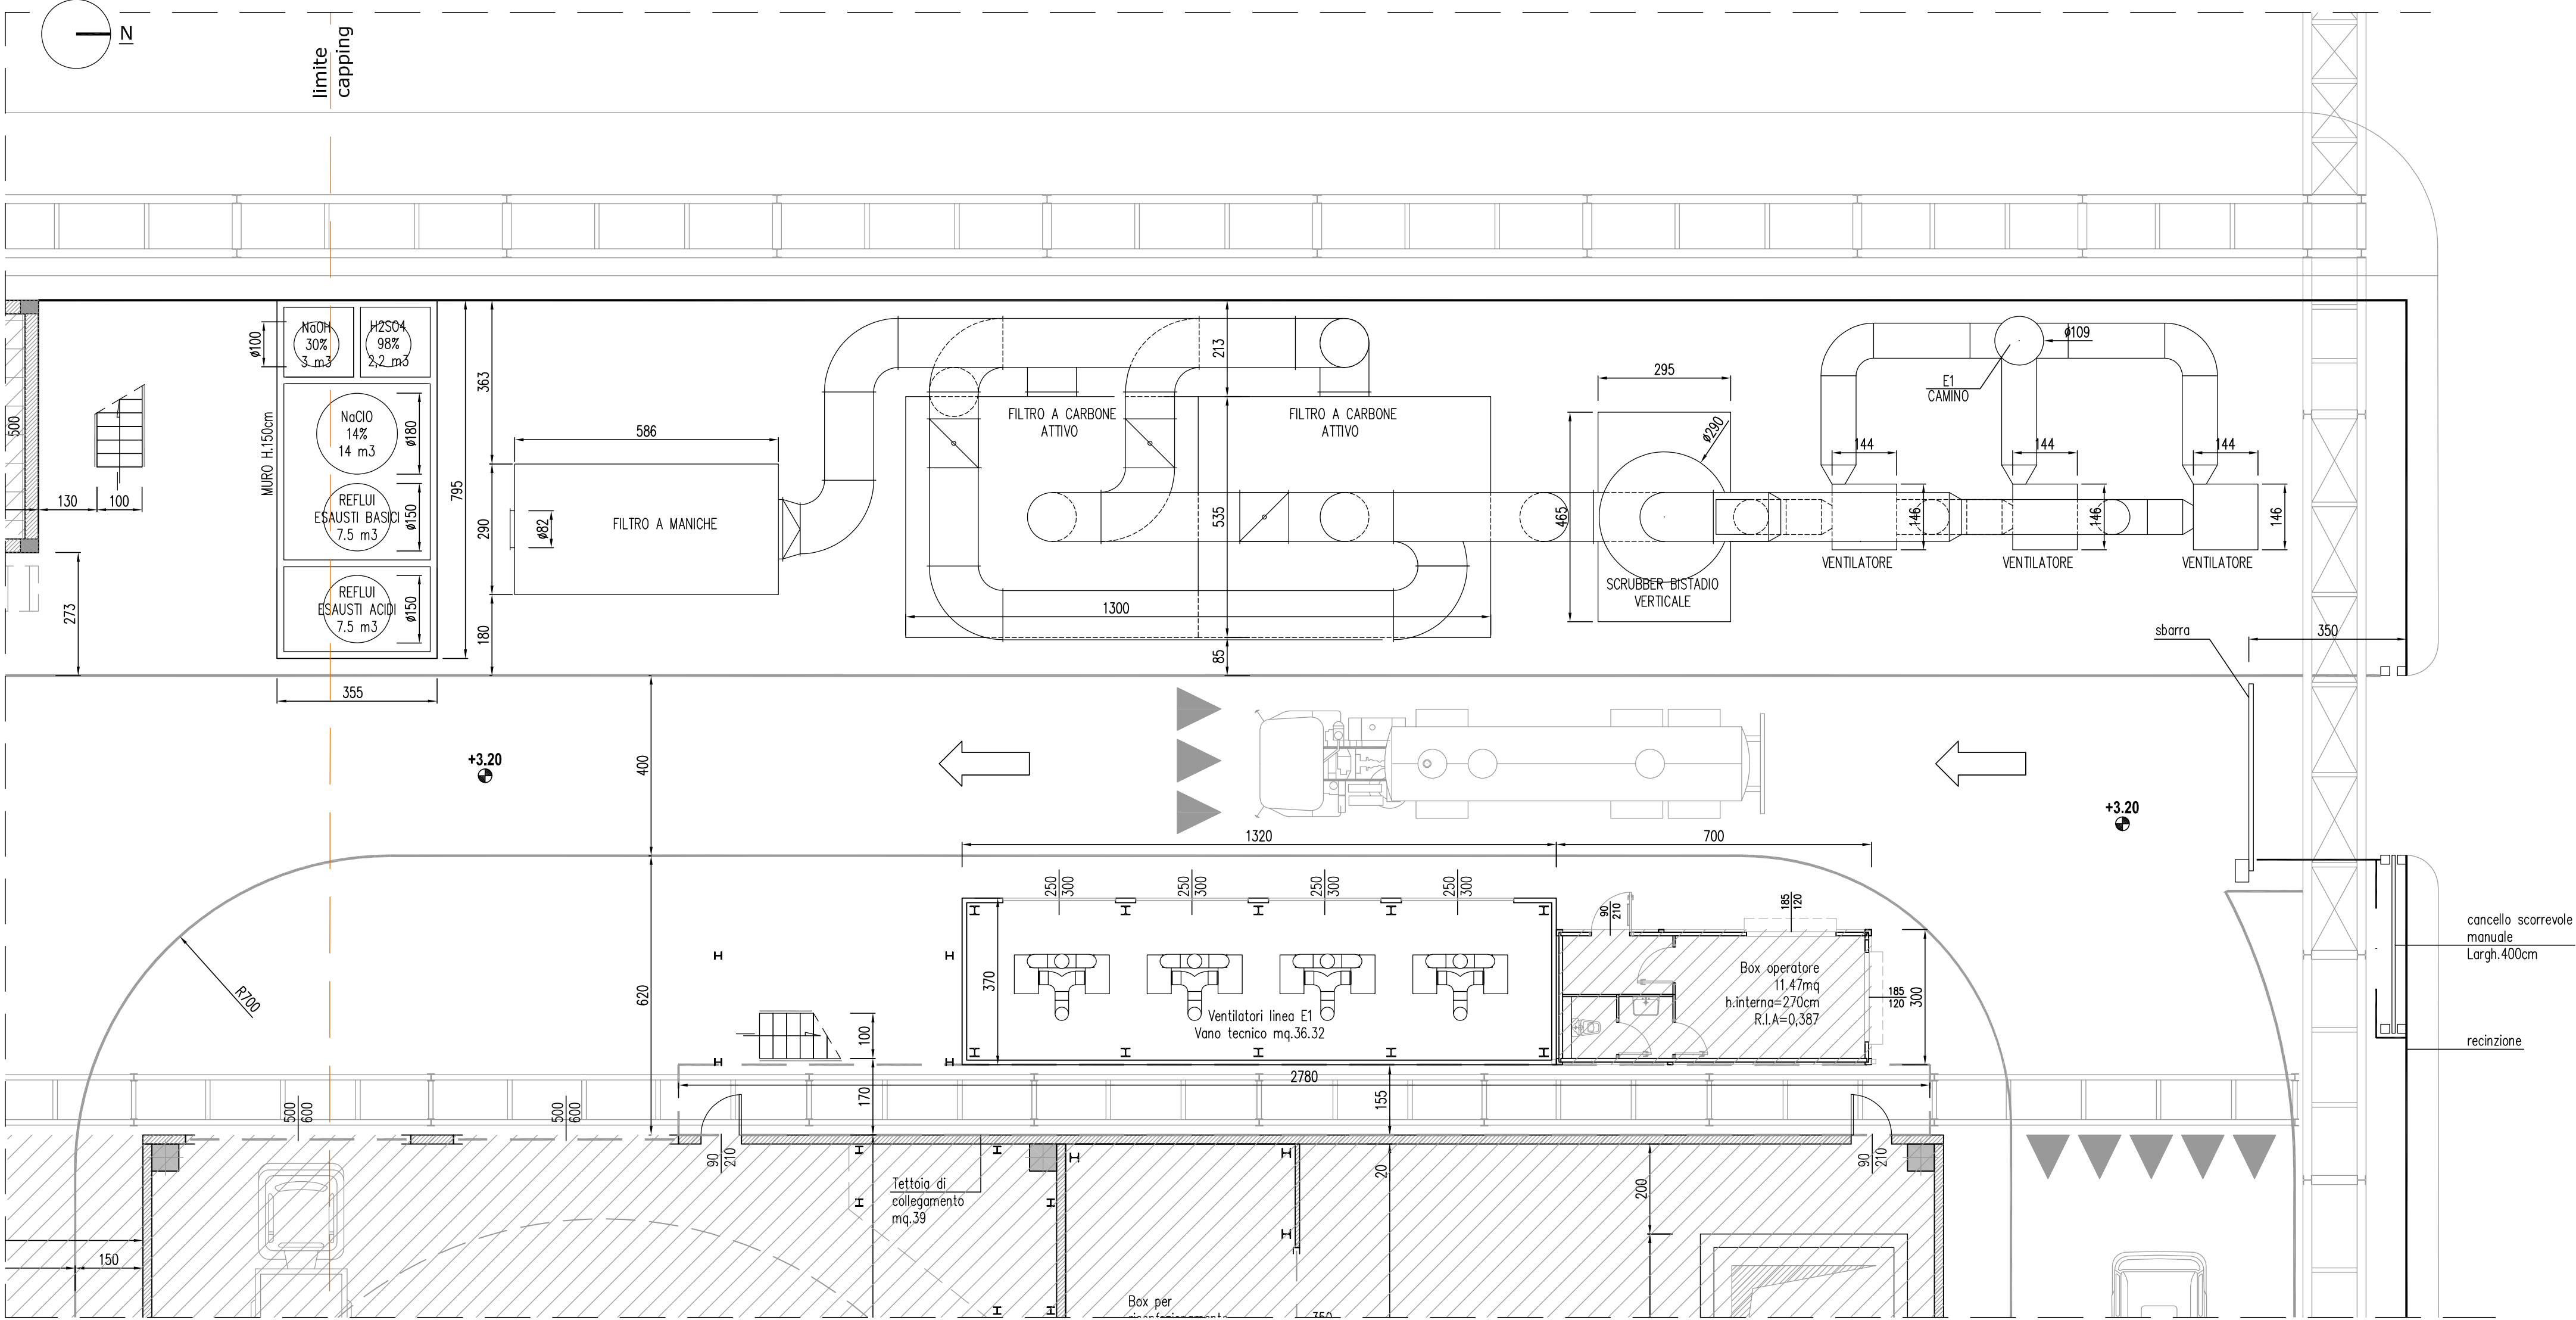 N
limite
capping
NaOH
30%
3 m3
H2SO4
98%
2,2 m3
ø100
NaClO
14%
14 m3
ø180
MURO H.150cm
REFLUI
ESAUSTI BASICI
7.5 m3
ø150
REFLUI
ESAUSTI ACIDI
7.5 m3
ø150
500
130
100
273
355
795
363
290
180
586
ø82
FILTRO A MANICHE
FILTRO A CARBONE
ATTIVO
FILTRO A CARBONE
ATTIVO
213
535
85
1300
295
465
ø290
SCRUBBER BISTADIO
VERTICALE
E1
CAMINO
ø109
144
144
144
146
146
146
VENTILATORE
VENTILATORE
VENTILATORE
sbarra
350
+3.20
400
+3.20
1320
700
R700
620
250
300
250
300
250
300
250
300
370
Ventilatori linea E1
Vano tecnico mq.36.32
90
210
185
120
Box operatore
11.47mq
h.interna=270cm
R.I.A=0,387
185
120
300
cancello scorrevole
manuale
Largh.400cm
recinzione
100
170
2780
155
500
600
500
600
90
210
90
210
Tettoia di
collegamento
mq.39
20
200
150
Box per
350